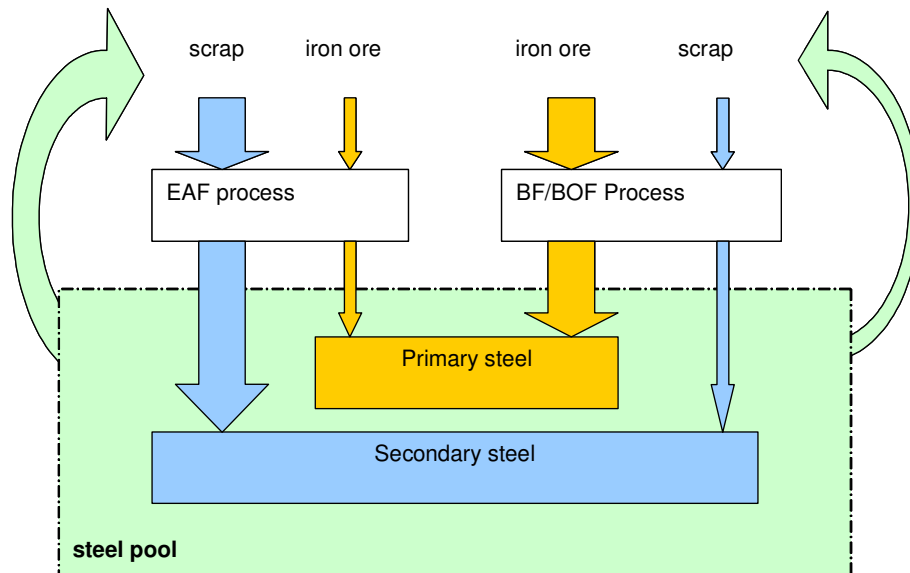 scrap
iron ore
iron ore
scrap
EAF process
BF/BOF Process
Primary steel
Secondary steel
steel pool